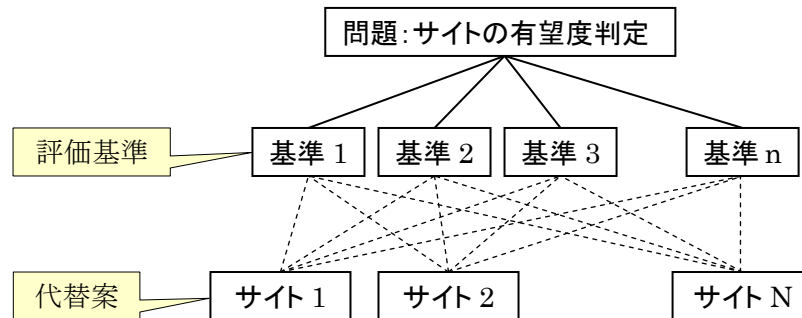 問題：サイトの有望度判定
評価基準
基準 1
基準 2
基準 3
基準 n
代替案
サイト 1
サイト 2
サイト N